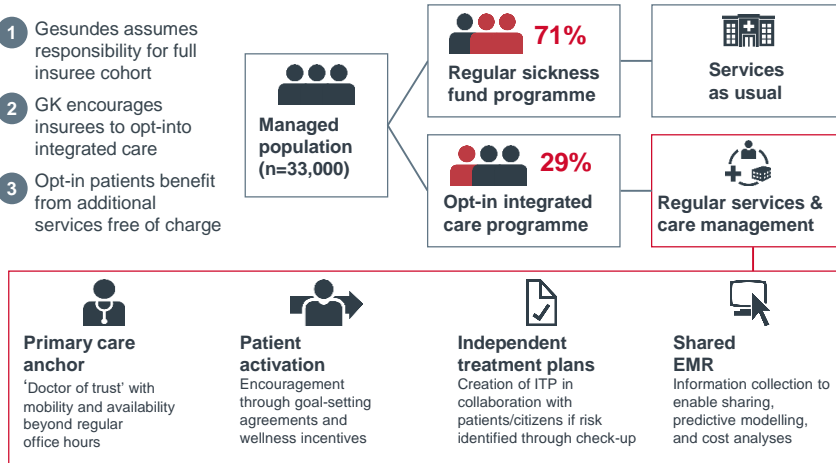 1
Gesundes assumes
responsibility for full
insuree cohort
2
GK encourages
insurees to opt-into
integrated care
3
Opt-in patients benefit
from additional
services free of charge
Managed
population
(n=33,000)
71%
Regular sickness
fund programme
Services
as usual
29%
Opt-in integrated
care programme
Regular services &
care management
Primary care
anchor
'Doctor of trust' with
mobility and availability
beyond regular
office hours
Patient
activation
Encouragement
through goal-setting
agreements and
wellness incentives
Independent
treatment plans
Creation of ITP in
collaboration with
patients/citizens if risk
identified through check-up
Shared
EMR
Information collection to
enable sharing,
predictive modelling,
and cost analyses